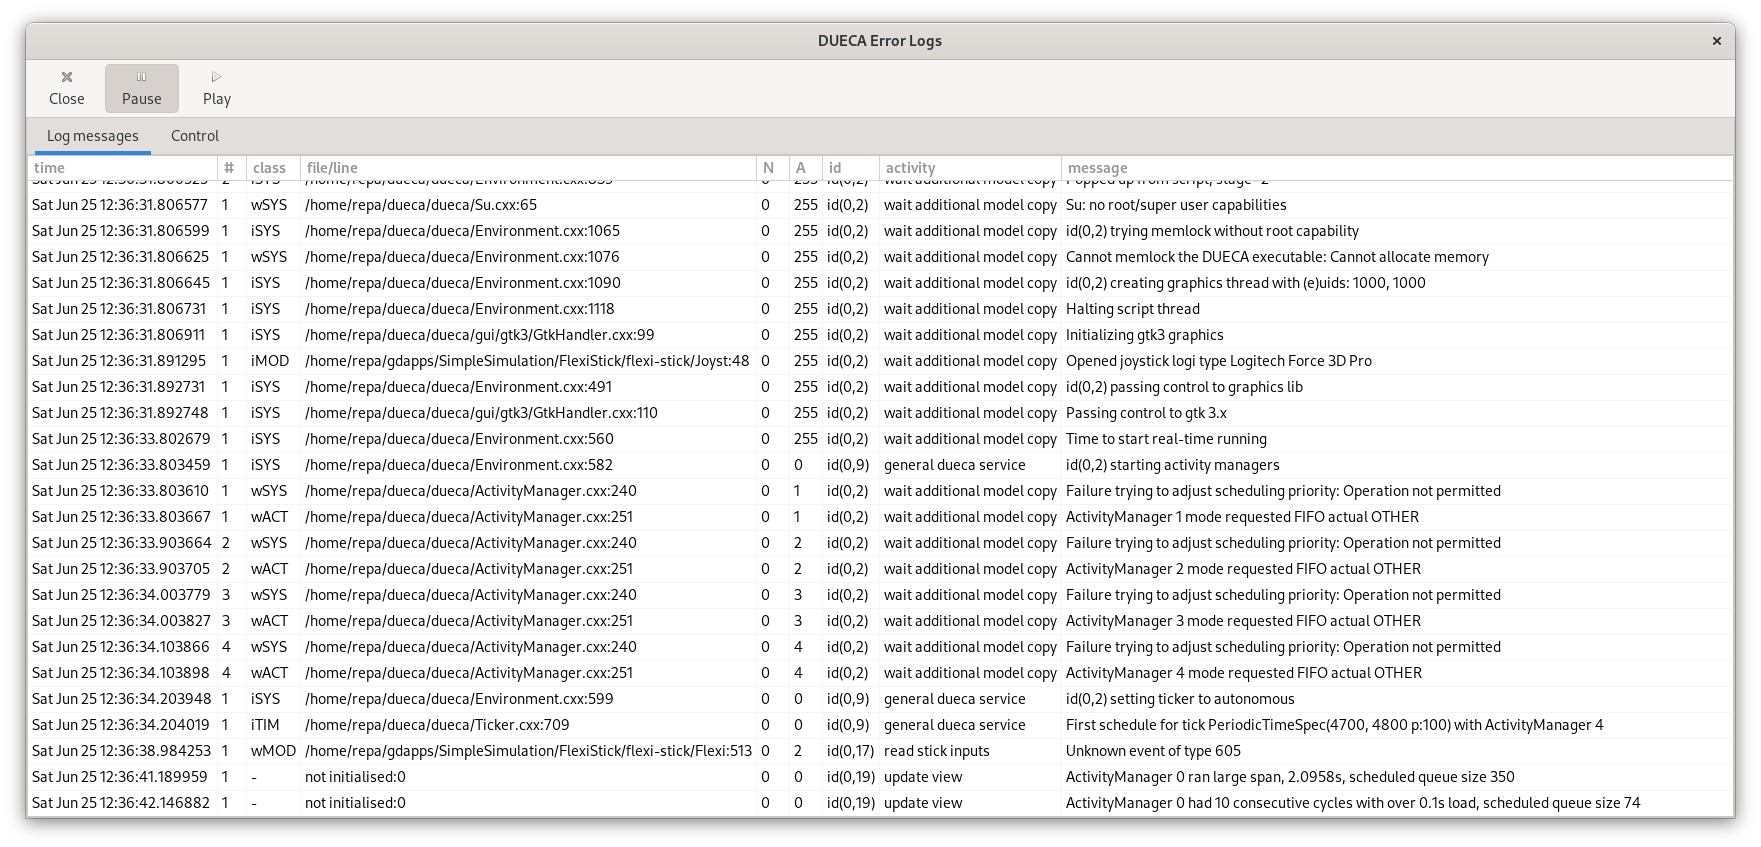 DUECA Error Logs
Close Pause Play
Log messages Control
time # class file/line N A id activity message
Sat Jun 25 12:36:31.806577 1 wSYS /home/repa/dueca/dueca/Su.cxx:65 0 255 id(0,2) wait additional model copy Su: no root/super user capabilities
Sat Jun 25 12:36:31.806599 1 iSYS /home/repa/dueca/dueca/Environment.cxx:1065 0 255 id(0,2) wait additional model copy id(0,2) trying memlock without root capability
Sat Jun 25 12:36:31.806625 1 wSYS /home/repa/dueca/dueca/Environment.cxx:1076 0 255 id(0,2) wait additional model copy Cannot memlock the DUECA executable: Cannot allocate memory
Sat Jun 25 12:36:31.806645 1 iSYS /home/repa/dueca/dueca/Environment.cxx:1090 0 255 id(0,2) wait additional model copy id(0,2) creating graphics thread with (e)uids: 1000, 1000
Sat Jun 25 12:36:31.806731 1 iSYS /home/repa/dueca/dueca/Environment.cxx:1118 0 255 id(0,2) wait additional model copy Halting script thread
Sat Jun 25 12:36:31.806911 1 iSYS /home/repa/dueca/dueca/gui/gtk3/GtkHandler.cxx:99 0 255 id(0,2) wait additional model copy Initializing gtk3 graphics
Sat Jun 25 12:36:31.891295 1 iMOD /home/repa/gdapps/SimpleSimulation/FlexiStick/flexi-stick/Joyst:48 0 255 id(0,2) wait additional model copy Opened joystick logi type Logitech Force 3D Pro
Sat Jun 25 12:36:31.892731 1 iSYS /home/repa/dueca/dueca/Environment.cxx:491 0 255 id(0,2) wait additional model copy id(0,2) passing control to graphics lib
Sat Jun 25 12:36:31.892748 1 iSYS /home/repa/dueca/dueca/gui/gtk3/GtkHandler.cxx:110 0 255 id(0,2) wait additional model copy Passing control to gtk 3.x
Sat Jun 25 12:36:33.802679 1 iSYS /home/repa/dueca/dueca/Environment.cxx:560 0 255 id(0,2) wait additional model copy Time to start real-time running
Sat Jun 25 12:36:33.803459 1 iSYS /home/repa/dueca/dueca/Environment.cxx:582 0 0 id(0,9) general dueca service id(0,2) starting activity managers
Sat Jun 25 12:36:33.803610 1 wSYS /home/repa/dueca/dueca/ActivityManager.cxx:240 0 1 id(0,2) wait additional model copy Failure trying to adjust scheduling priority: Operation not permitted
Sat Jun 25 12:36:33.803667 1 wACT /home/repa/dueca/dueca/ActivityManager.cxx:251 0 1 id(0,2) wait additional model copy ActivityManager 1 mode requested FIFO actual OTHER
Sat Jun 25 12:36:33.903664 2 wSYS /home/repa/dueca/dueca/ActivityManager.cxx:240 0 2 id(0,2) wait additional model copy Failure trying to adjust scheduling priority: Operation not permitted
Sat Jun 25 12:36:33.903705 2 wACT /home/repa/dueca/dueca/ActivityManager.cxx:251 0 2 id(0,2) wait additional model copy ActivityManager 2 mode requested FIFO actual OTHER
Sat Jun 25 12:36:34.003779 3 wSYS /home/repa/dueca/dueca/ActivityManager.cxx:240 0 3 id(0,2) wait additional model copy Failure trying to adjust scheduling priority: Operation not permitted
Sat Jun 25 12:36:34.003827 3 wACT /home/repa/dueca/dueca/ActivityManager.cxx:251 0 3 id(0,2) wait additional model copy ActivityManager 3 mode requested FIFO actual OTHER
Sat Jun 25 12:36:34.103866 4 wSYS /home/repa/dueca/dueca/ActivityManager.cxx:240 0 4 id(0,2) wait additional model copy Failure trying to adjust scheduling priority: Operation not permitted
Sat Jun 25 12:36:34.103898 4 wACT /home/repa/dueca/dueca/ActivityManager.cxx:251 0 4 id(0,2) wait additional model copy ActivityManager 4 mode requested FIFO actual OTHER
Sat Jun 25 12:36:34.203948 1 iSYS /home/repa/dueca/dueca/Environment.cxx:599 0 0 id(0,9) general dueca service id(0,2) setting ticker to autonomous
Sat Jun 25 12:36:34.204019 1 iTIM /home/repa/dueca/dueca/Ticker.cxx:709 0 0 id(0,9) general dueca service First schedule for tick PeriodicTimeSpec(4700, 4800 p:100) with ActivityManager 4
Sat Jun 25 12:36:38.984253 1 wMOD /home/repa/gdapps/SimpleSimulation/FlexiStick/flexi-stick/Flexi:513 0 2 id(0,17) read stick inputs Unknown event of type 605
Sat Jun 25 12:36:41.189959 1 - not initialised:0 0 0 id(0,19) update view ActivityManager 0 ran large span, 2.0958s, scheduled queue size 350
Sat Jun 25 12:36:42.146882 1 - not initialised:0 0 0 id(0,19) update view ActivityManager 0 had 10 consecutive cycles with over 0.1s load, scheduled queue size 74